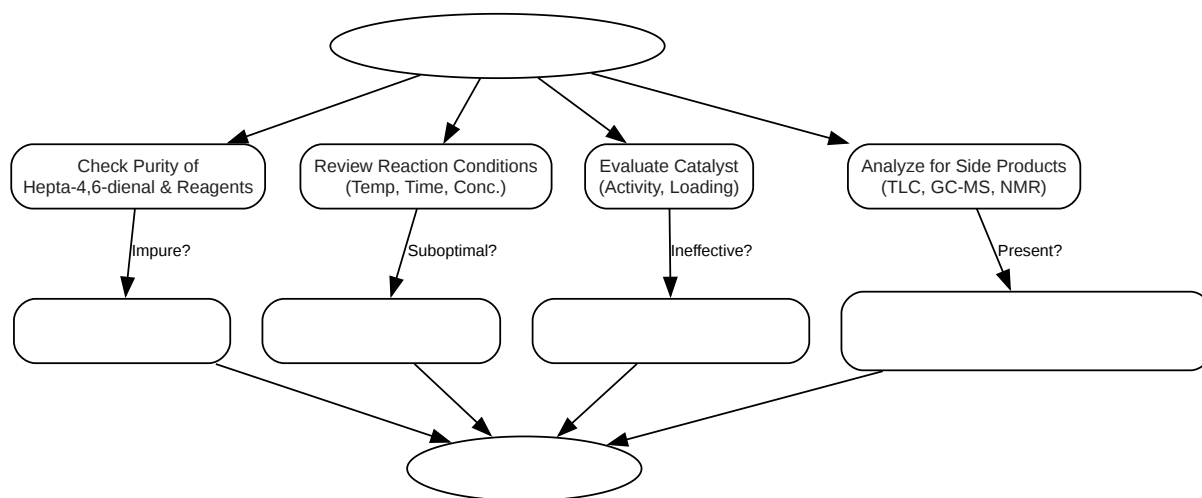 Check Purity of
Hepta-4,6-dienal & Reagents
Review Reaction Conditions
(Temp, Time, Conc.)
Evaluate Catalyst
(Activity, Loading)
Analyze for Side Products
(TLC, GC-MS, NMR)
Impure?
Suboptimal?
Ineffective?
Present?